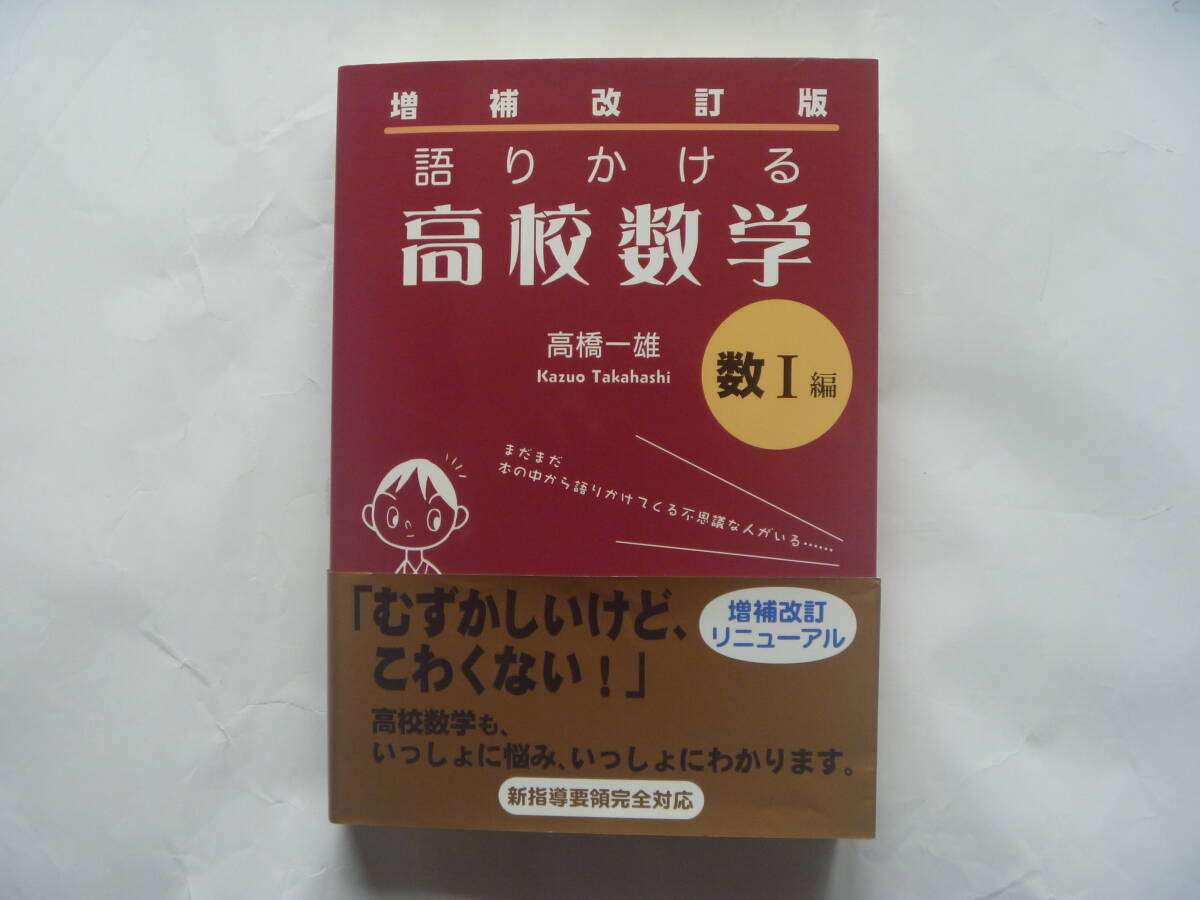 増補改訂版
語りかける
高校数学
高橋一雄
Kazuo Takahashi
数I編
まだまだ
本の中から語りかけてくる不思議な人がいる……
「むずかしいけど、
こわくない！」
増補改訂
リニューアル
高校数学も、
いっしょに悩み、いっしょにわかります。
新指導要領完全対応